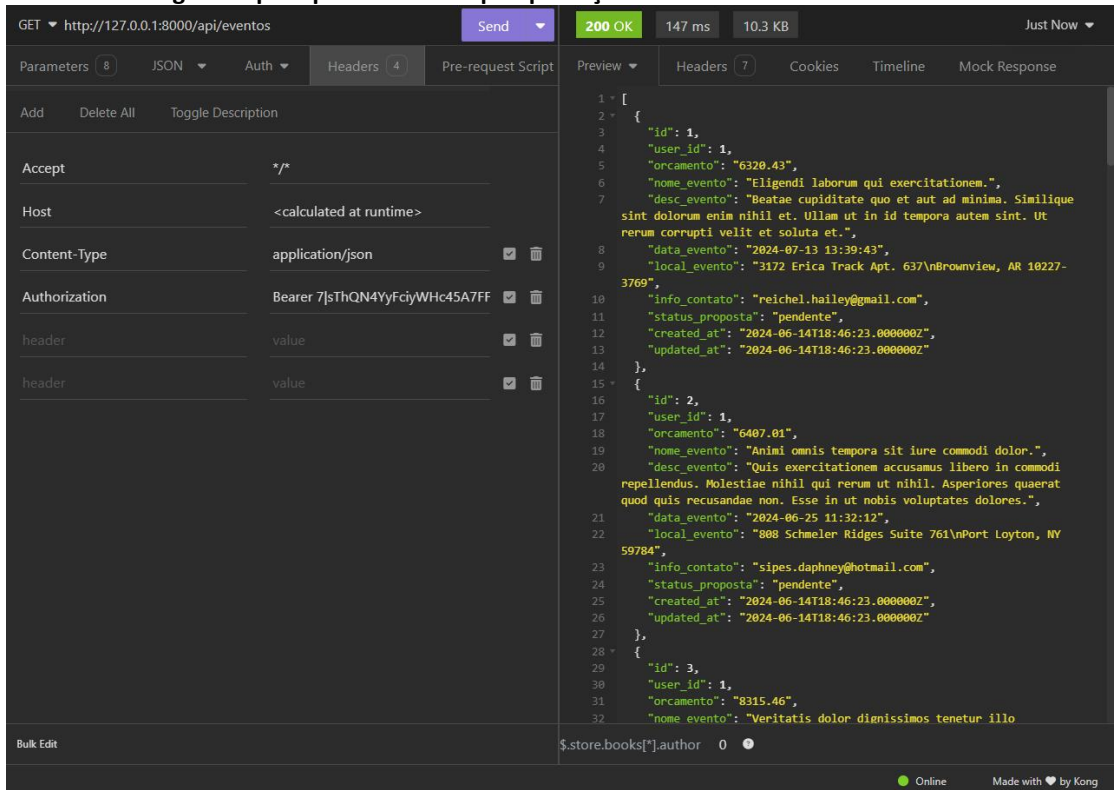 GET http://127.0.0.1:8000/api/eventos
Send
200 OK
147 ms
10.3 KB
Just Now
Parameters 8
JSON
Auth
Headers 4
Pre-request Script
Preview
Headers 7
Cookies
Timeline
Mock Response
Add
Delete All
Toggle Description
Accept */*
Host <calculated at runtime>
Content-Type application/json
Authorization Bearer 7|sThQN4YyFciyWHc45A7FF
header value
header value
1 [
2 {
3 "id": 1,
4 "user_id": 1,
5 "orcamento": "6320.43",
6 "nome_evento": "Eligendi laborum qui exercitationem.",
7 "desc_evento": "Beatae cupiditate quo et aut ad minima. Similique
sint dolorum enim nihil et. Ullam ut in id tempora autem sint. Ut
rerum corrupti velit et soluta et.",
8 "data_evento": "2024-07-13 13:39:43",
9 "local_evento": "3172 Erica Track Apt. 637\nBrownview, AR 10227-
3769",
10 "info_contato": "reichel.hailey@gmail.com",
11 "status_proposta": "pendente",
12 "created_at": "2024-06-14T18:46:23.000000Z",
13 "updated_at": "2024-06-14T18:46:23.000000Z"
14 },
15 {
16 "id": 2,
17 "user_id": 1,
18 "orcamento": "6407.01",
19 "nome_evento": "Animi omnis tempora sit iure commodi dolor.",
20 "desc_evento": "Quis exercitationem accusamus libero in commodi
repellendus. Molestiae nihil qui rerum ut nihil. Asperiores quaerat
quod quis recusandae non. Esse in ut nobis voluptates dolores.",
21 "data_evento": "2024-06-25 11:32:12",
22 "local_evento": "808 Schmeler Ridges Suite 761\nPort Loyton, NY
59784",
23 "info_contato": "sipes.daphney@hotmail.com",
24 "status_proposta": "pendente",
25 "created_at": "2024-06-14T18:46:23.000000Z",
26 "updated_at": "2024-06-14T18:46:23.000000Z"
27 },
28 {
29 "id": 3,
30 "user_id": 1,
31 "orcamento": "8315.46",
32 "nome_evento": "Veritatis dolor dignissimos tenetur illo
Bulk Edit
$.store.books[*].author 0
Online
Made with ♥ by Kong